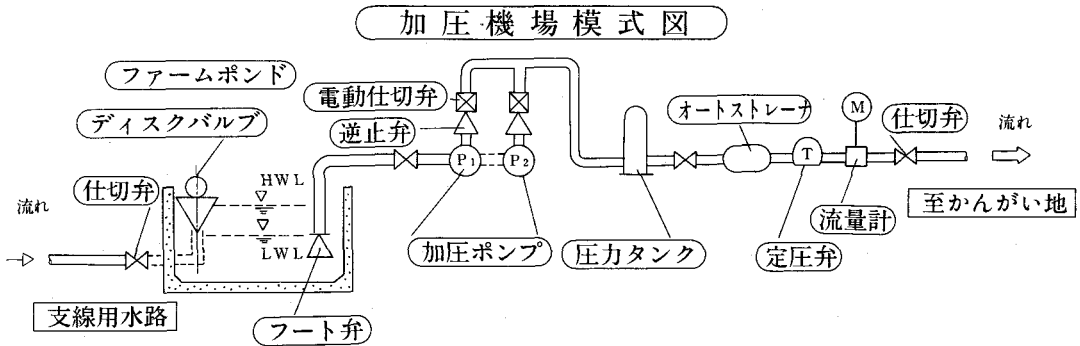 加圧機場模式図
ファームポンド
電動仕切弁
オートストレーナ
M
仕切弁
流れ
ディスクバルブ
逆止弁
P1
P2
T
仕切弁
HWL
流れ
LWL
加圧ポンプ
圧力タンク
定圧弁
流量計
至かんがい地
支線用水路
フート弁